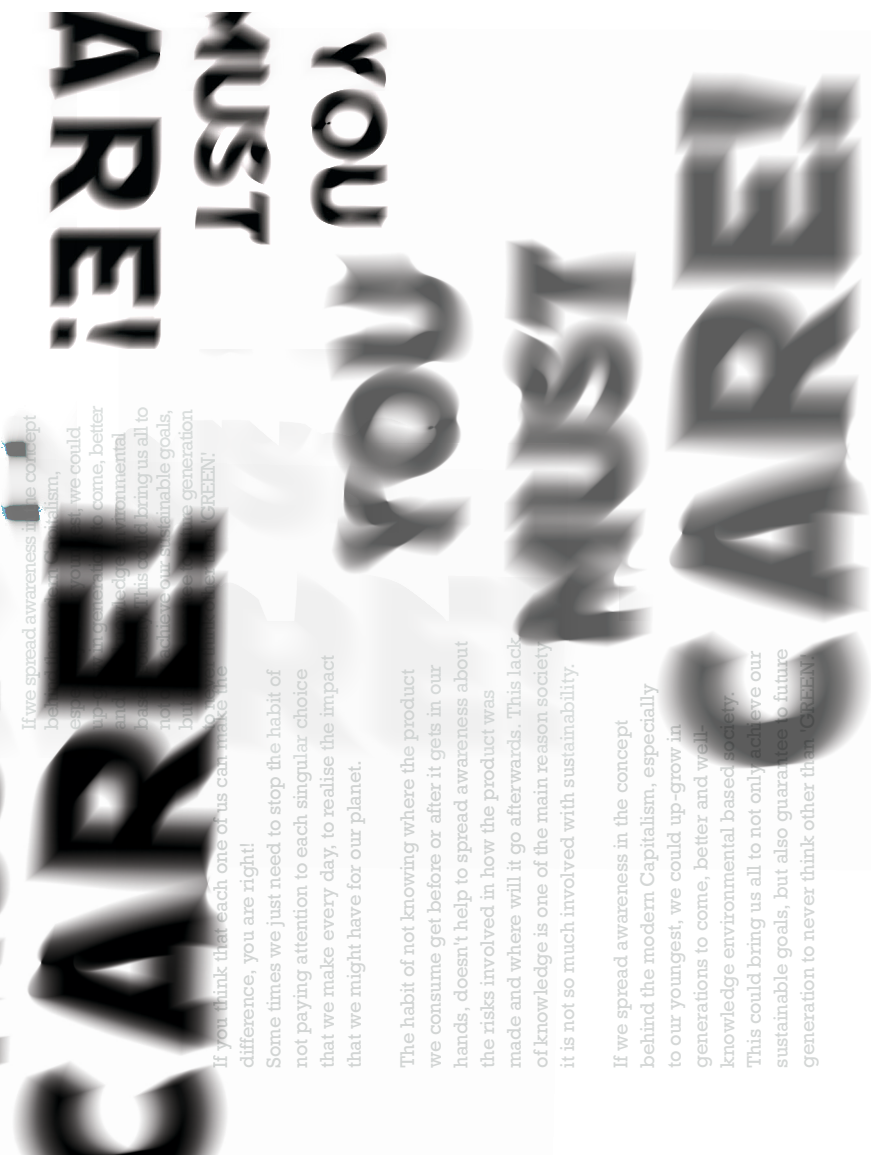 YOU
MUST
ARE!
YOU
MUST
CARE!
CARE!
If we spread awareness in the concept
If you think that each one of us can make the
difference, you are right!
Some times we just need to stop the habit of
not paying attention to each singular choice
that we make every day, to realise the impact
that we might have for our planet.
The habit of not knowing where the product
we consume get before or after it gets in our
hands, doesn't help to spread awareness about
the risks involved in how the product was
made and where will it go afterwards. This lack
of knowledge is one of the main reason society
it is not so much involved with sustainability.
If we spread awareness in the concept
behind the modern Capitalism, especially
to our youngest, we could up-grow in
generations to come, better and well-
knowledge environmental based society.
This could bring us all to not only achieve our
sustainable goals, but also guarantee to future
generation to never think other than 'GREEN'.